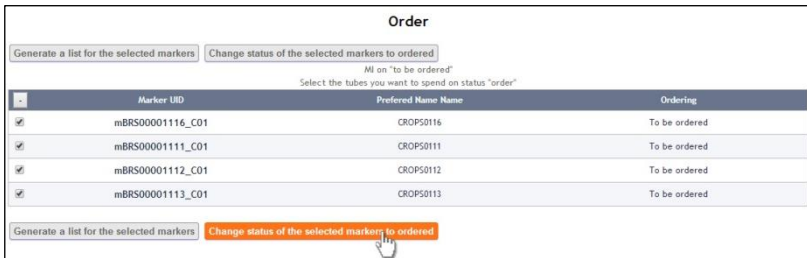 Order
Generate a list for the selected markers Change status of the selected markers to ordered
MI on "to be ordered"
Select the tubes you want to spend on status "order"
- Marker UID Prefered Name Name Ordering
mBRS00001116_C01 CROPS0116 To be ordered
mBRS00001111_C01 CROPS0111 To be ordered
mBRS00001112_C01 CROPS0112 To be ordered
mBRS00001113_C01 CROPS0113 To be ordered
Generate a list for the selected markers Change status of the selected markers to ordered